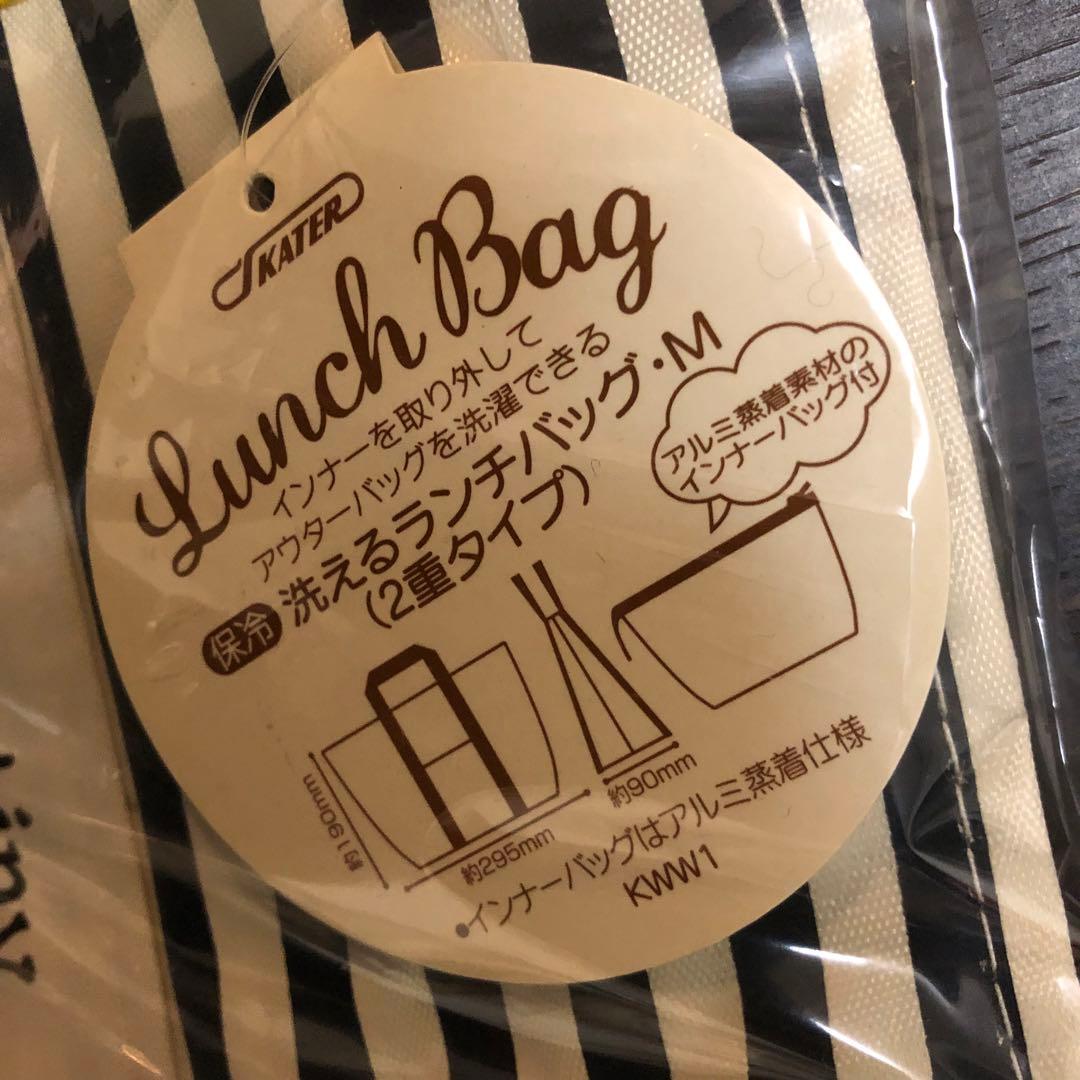 SKATER
Lunch Bag
インナーを取り外して
アウターバッグを洗濯できる
保冷 洗えるランチバッグ・M
(2重タイプ)
アルミ蒸着素材の
インナーバッグ付
約190mm
約295mm
約90mm
●インナーバッグはアルミ蒸着仕様
KWW1